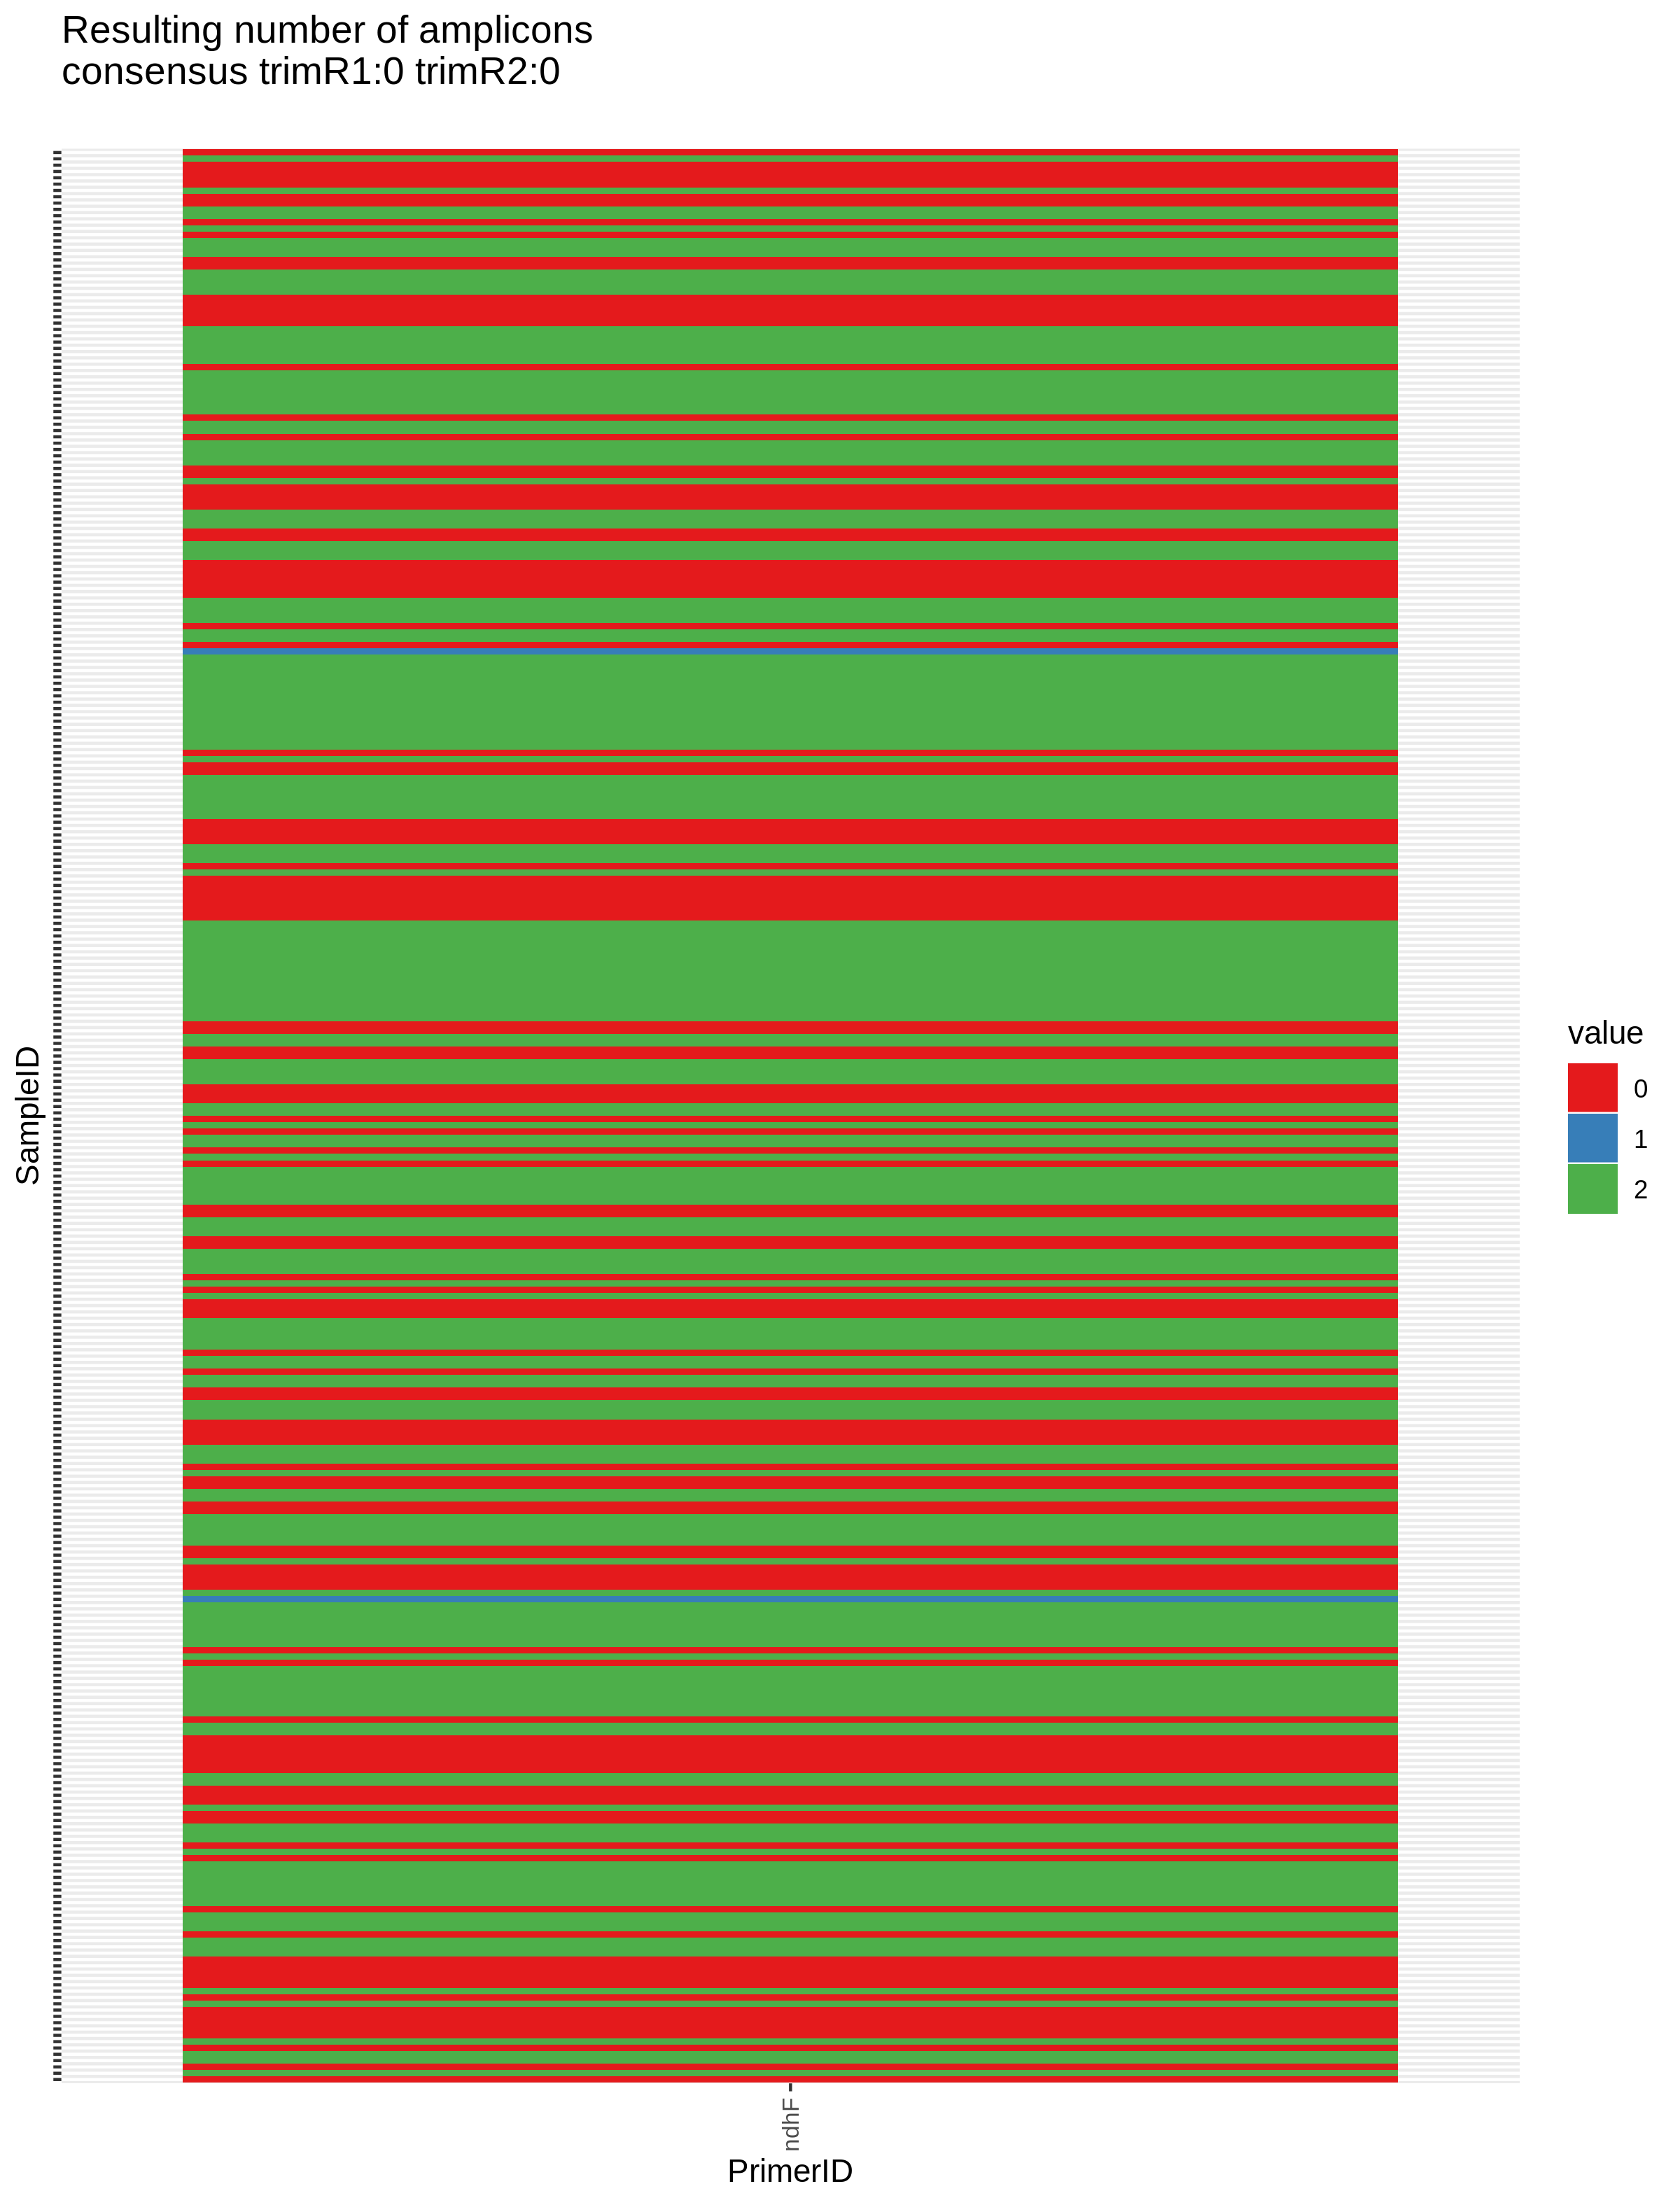 Resulting number of amplicons
consensus trimR1:0 trimR2:0
SampleID
value
0
1
2
ndhF
PrimerID